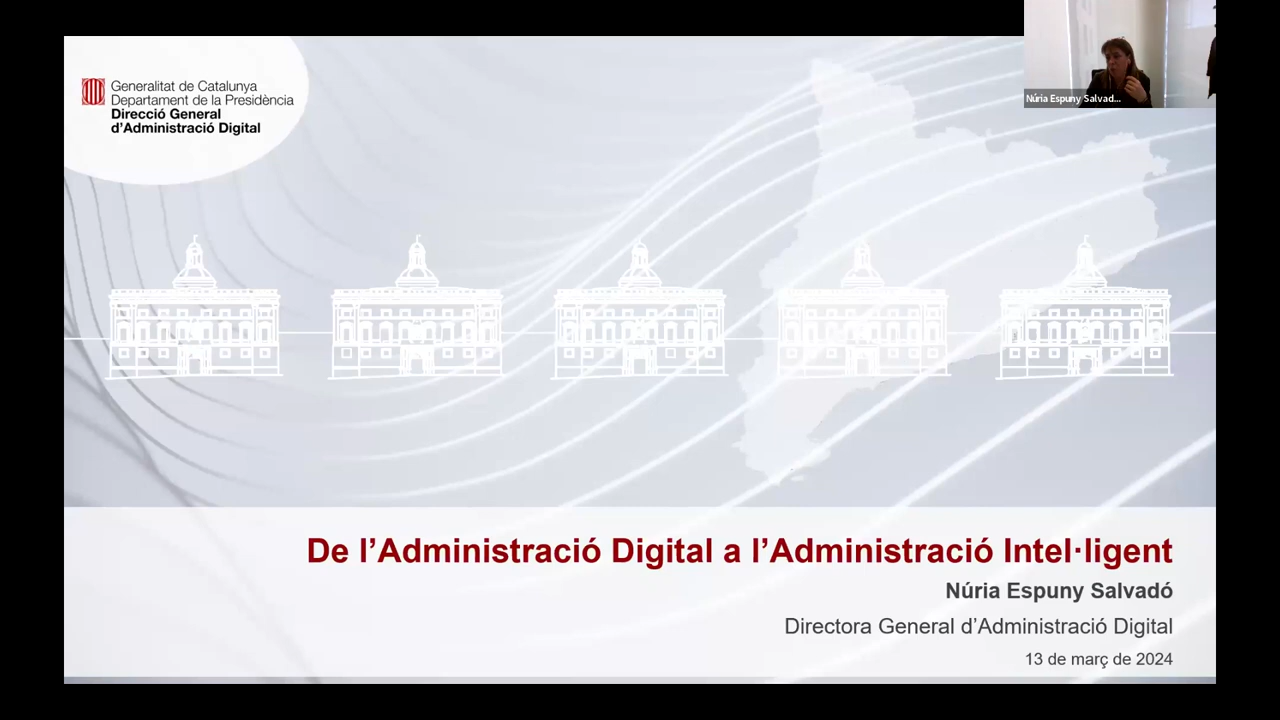 Generalitat de Catalunya
Departament de la Presidència
Direcció General
d'Administració Digital
Núria Espuny Salvad...
De l'Administració Digital a l'Administració Intel·ligent
Núria Espuny Salvadó
Directora General d'Administració Digital
13 de març de 2024